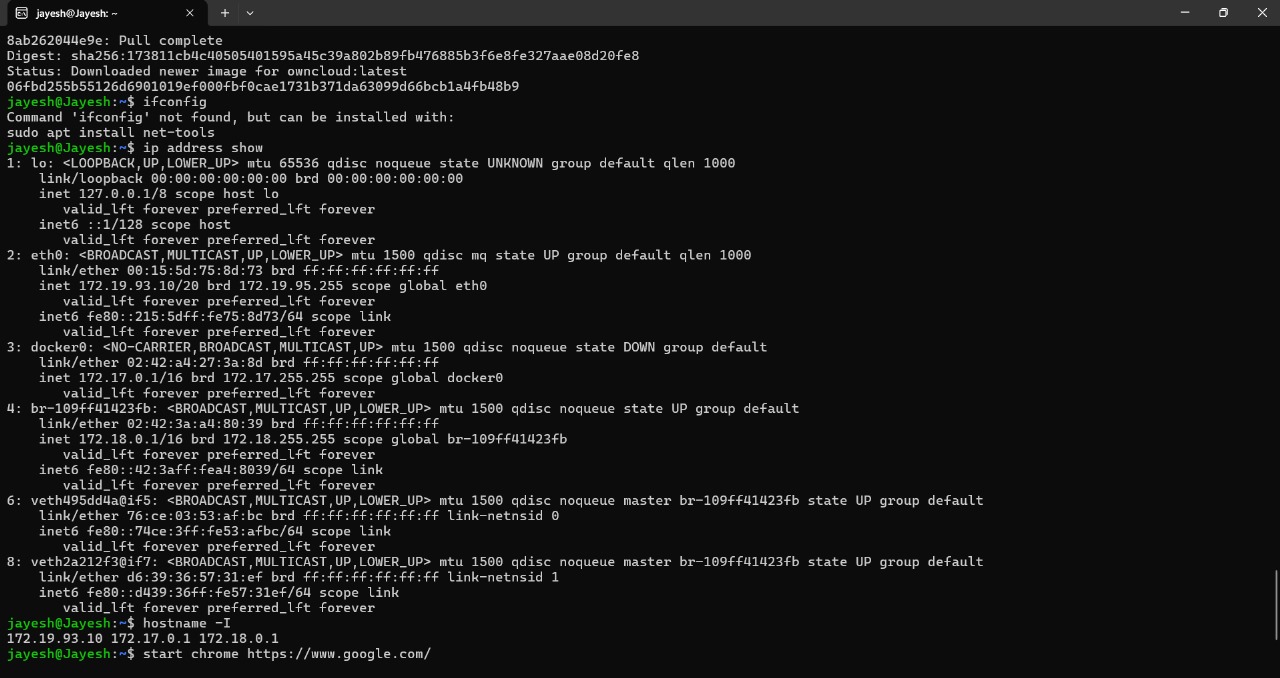 jayesh@Jayesh: ~
8ab262044e9e: Pull complete
Digest: sha256:173811cb4c40505401595a45c39a802b89fb476885b3f6e8fe327aae08d20fe8
Status: Downloaded newer image for owncloud:latest
06fbd255b55126d6901019ef000fbf0cae1731b371da63099d66bcb1a4fb48b9
jayesh@Jayesh:~$ ifconfig
Command 'ifconfig' not found, but can be installed with:
sudo apt install net-tools
jayesh@Jayesh:~$ ip address show
1: lo: <LOOPBACK,UP,LOWER_UP> mtu 65536 qdisc noqueue state UNKNOWN group default qlen 1000
    link/loopback 00:00:00:00:00:00 brd 00:00:00:00:00:00
    inet 127.0.0.1/8 scope host lo
       valid_lft forever preferred_lft forever
    inet6 ::1/128 scope host
       valid_lft forever preferred_lft forever
2: eth0: <BROADCAST,MULTICAST,UP,LOWER_UP> mtu 1500 qdisc mq state UP group default qlen 1000
    link/ether 00:15:5d:75:8d:73 brd ff:ff:ff:ff:ff:ff
    inet 172.19.93.10/20 brd 172.19.95.255 scope global eth0
       valid_lft forever preferred_lft forever
    inet6 fe80::215:5dff:fe75:8d73/64 scope link
       valid_lft forever preferred_lft forever
3: docker0: <NO-CARRIER,BROADCAST,MULTICAST,UP> mtu 1500 qdisc noqueue state DOWN group default
    link/ether 02:42:a4:27:3a:8d brd ff:ff:ff:ff:ff:ff
    inet 172.17.0.1/16 brd 172.17.255.255 scope global docker0
       valid_lft forever preferred_lft forever
4: br-109ff41423fb: <BROADCAST,MULTICAST,UP,LOWER_UP> mtu 1500 qdisc noqueue state UP group default
    link/ether 02:42:3a:a4:80:39 brd ff:ff:ff:ff:ff:ff
    inet 172.18.0.1/16 brd 172.18.255.255 scope global br-109ff41423fb
       valid_lft forever preferred_lft forever
    inet6 fe80::42:3aff:fea4:8039/64 scope link
       valid_lft forever preferred_lft forever
6: veth495dd4a@if5: <BROADCAST,MULTICAST,UP,LOWER_UP> mtu 1500 qdisc noqueue master br-109ff41423fb state UP group default
    link/ether 76:ce:03:53:af:bc brd ff:ff:ff:ff:ff:ff link-netnsid 0
    inet6 fe80::74ce:3ff:fe53:afbc/64 scope link
       valid_lft forever preferred_lft forever
8: veth2a212f3@if7: <BROADCAST,MULTICAST,UP,LOWER_UP> mtu 1500 qdisc noqueue master br-109ff41423fb state UP group default
    link/ether d6:39:36:57:31:ef brd ff:ff:ff:ff:ff:ff link-netnsid 1
    inet6 fe80::d439:36ff:fe57:31ef/64 scope link
       valid_lft forever preferred_lft forever
jayesh@Jayesh:~$ hostname -I
172.19.93.10 172.17.0.1 172.18.0.1
jayesh@Jayesh:~$ start chrome https://www.google.com/